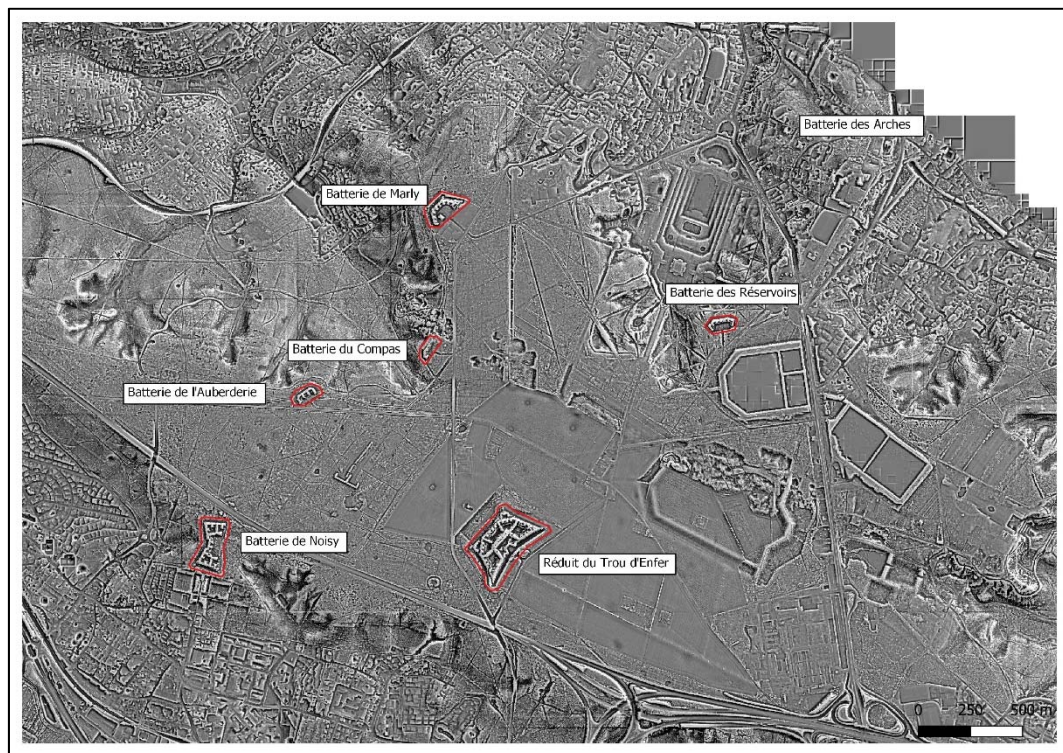 Batterie des Arches
Batterie de Marly
Batterie des Réservoirs
Batterie du Compas
Batterie de l'Auberderie
Batterie de Noisy
Réduit du Trou d'Enfer
0 250 500 m